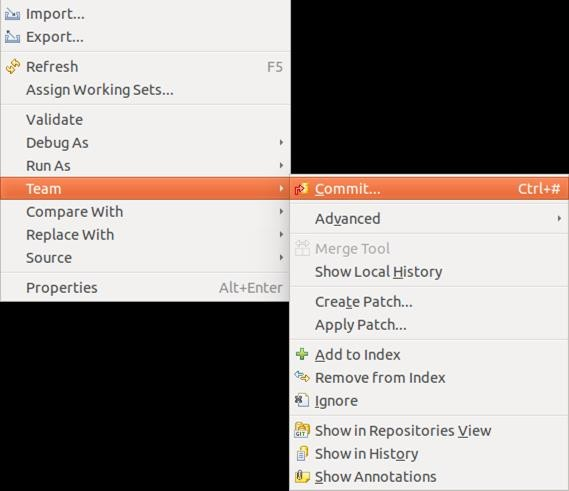 Import...
Export...
Refresh F5
Assign Working Sets...
Validate
Debug As
Run As
Team
Compare With
Replace With
Source
Properties Alt+Enter
Commit... Ctrl+#
Advanced
Merge Tool
Show Local History
Create Patch...
Apply Patch...
Add to Index
Remove from Index
Ignore
GIT Show in Repositories View
Show in History
Show Annotations